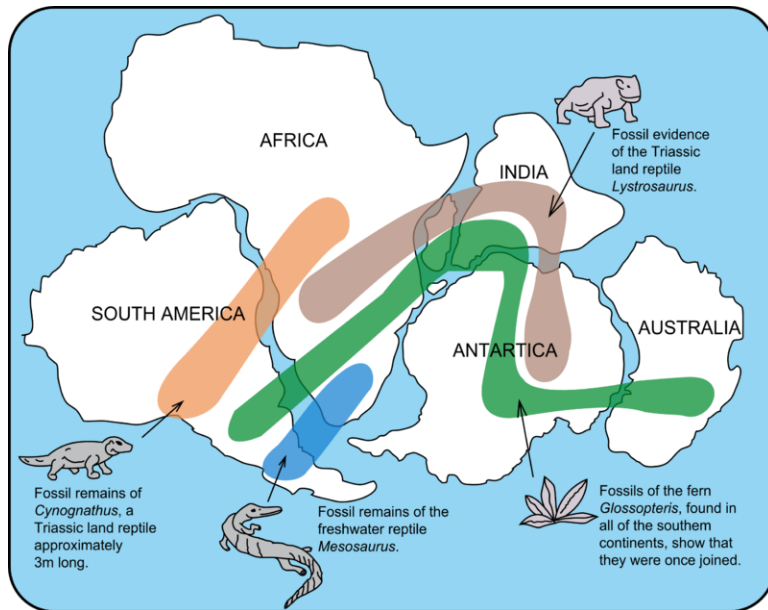 AFRICA
INDIA
Fossil evidence
of the Triassic
land reptile
Lystrosaurus.
SOUTH AMERICA
ANTARTICA
AUSTRALIA
Fossil remains of
Cynognathus, a
Triassic land reptile
approximately
3m long.
Fossil remains of the
freshwater reptile
Mesosaurus.
Fossils of the fern
Glossopteris, found in
all of the southem
continents, show that
they were once joined.